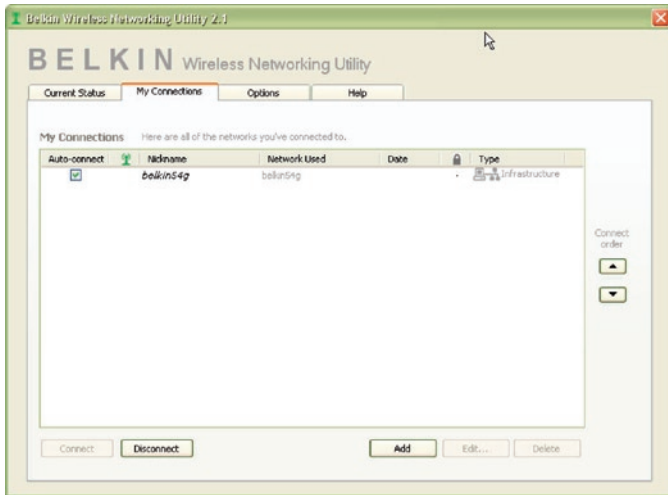 Belkin Wireless Networking Utility 2.1
BELKIN Wireless Networking Utility
Current Status My Connections Options Help
My Connections Here are all of the networks you've connected to.
Auto-connect Nickname Network Used Date Type
belkin54g belkin54g - Infrastructure
Connect
order
Connect Disconnect Add Edit.... Delete